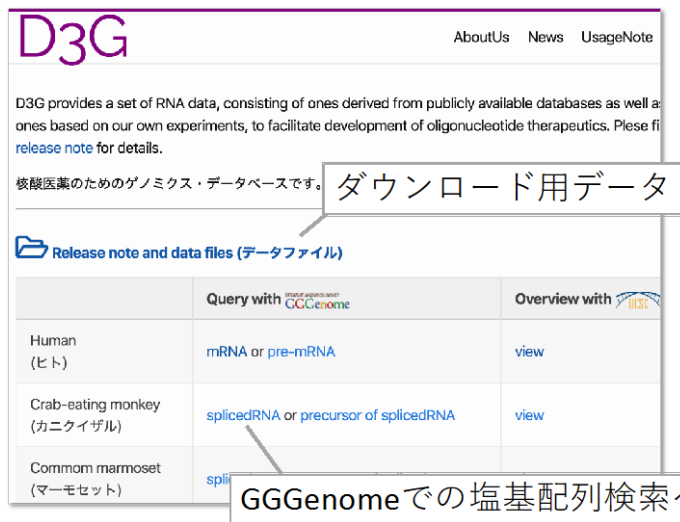 D3G
AboutUs News UsageNote
D3G provides a set of RNA data, consisting of ones derived from publicly available databases as well
ones based on our own experiments, to facilitate development of oligonucleotide therapeutics. Plese
release note for details.
核酸医薬のためのゲノミクス・データベースです。
ダウンロード用データ
Release note and data files (データファイル)
Query with GGGenome
Overview with UCSC
Human
(ヒト)
mRNA or pre-mRNA
view
Crab-eating monkey
(カニクイザル)
splicedRNA or precursor of splicedRNA
view
Commom marmoset
(マーモセット)
GGGenomeでの塩基配列検索